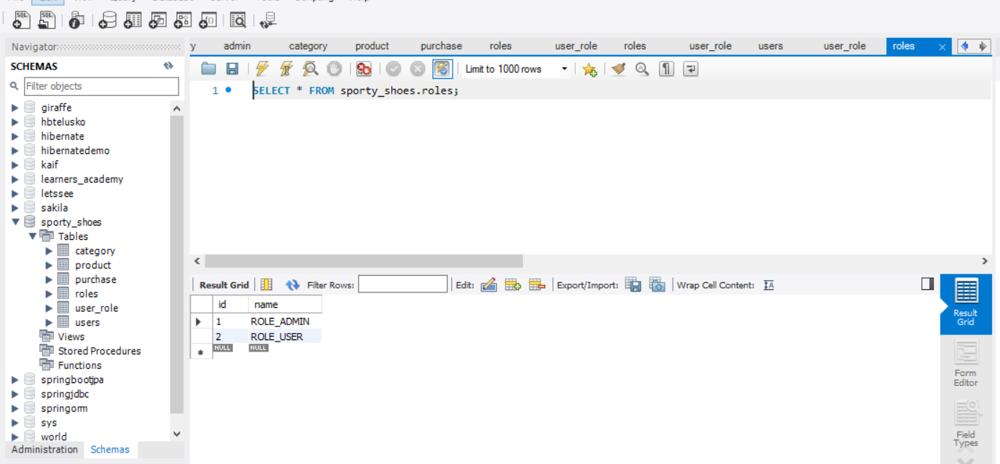 SQL SQL
Navigator
SCHEMAS
Filter objects
giraffe
hbtelusko
hibernate
hibernatedemo
kaif
learners_academy
letssee
sakila
sporty_shoes
Tables
category
product
purchase
roles
user_role
users
Views
Stored Procedures
Functions
springbootjpa
springjdbc
springorm
sys
world
Administration Schemas
y admin category product purchase roles user_role roles user_role users user_role roles
Limit to 1000 rows
1 SELECT * FROM sporty_shoes.roles;
Result Grid Filter Rows: Edit: Export/Import: Wrap Cell Content: IA
id name
1 ROLE_ADMIN
2 ROLE_USER
NULL NULL
Result
Grid
Form
Editor
Field
Types